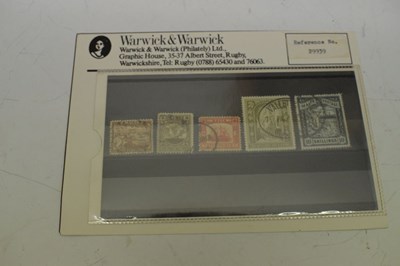 Warwick & Warwick
Warwick & Warwick (Philately) Ltd.,
Graphic House, 35-37 Albert Street, Rugby,
Warwickshire, Tel: Rugby (0788) 65430 and 76063.
Reference No.